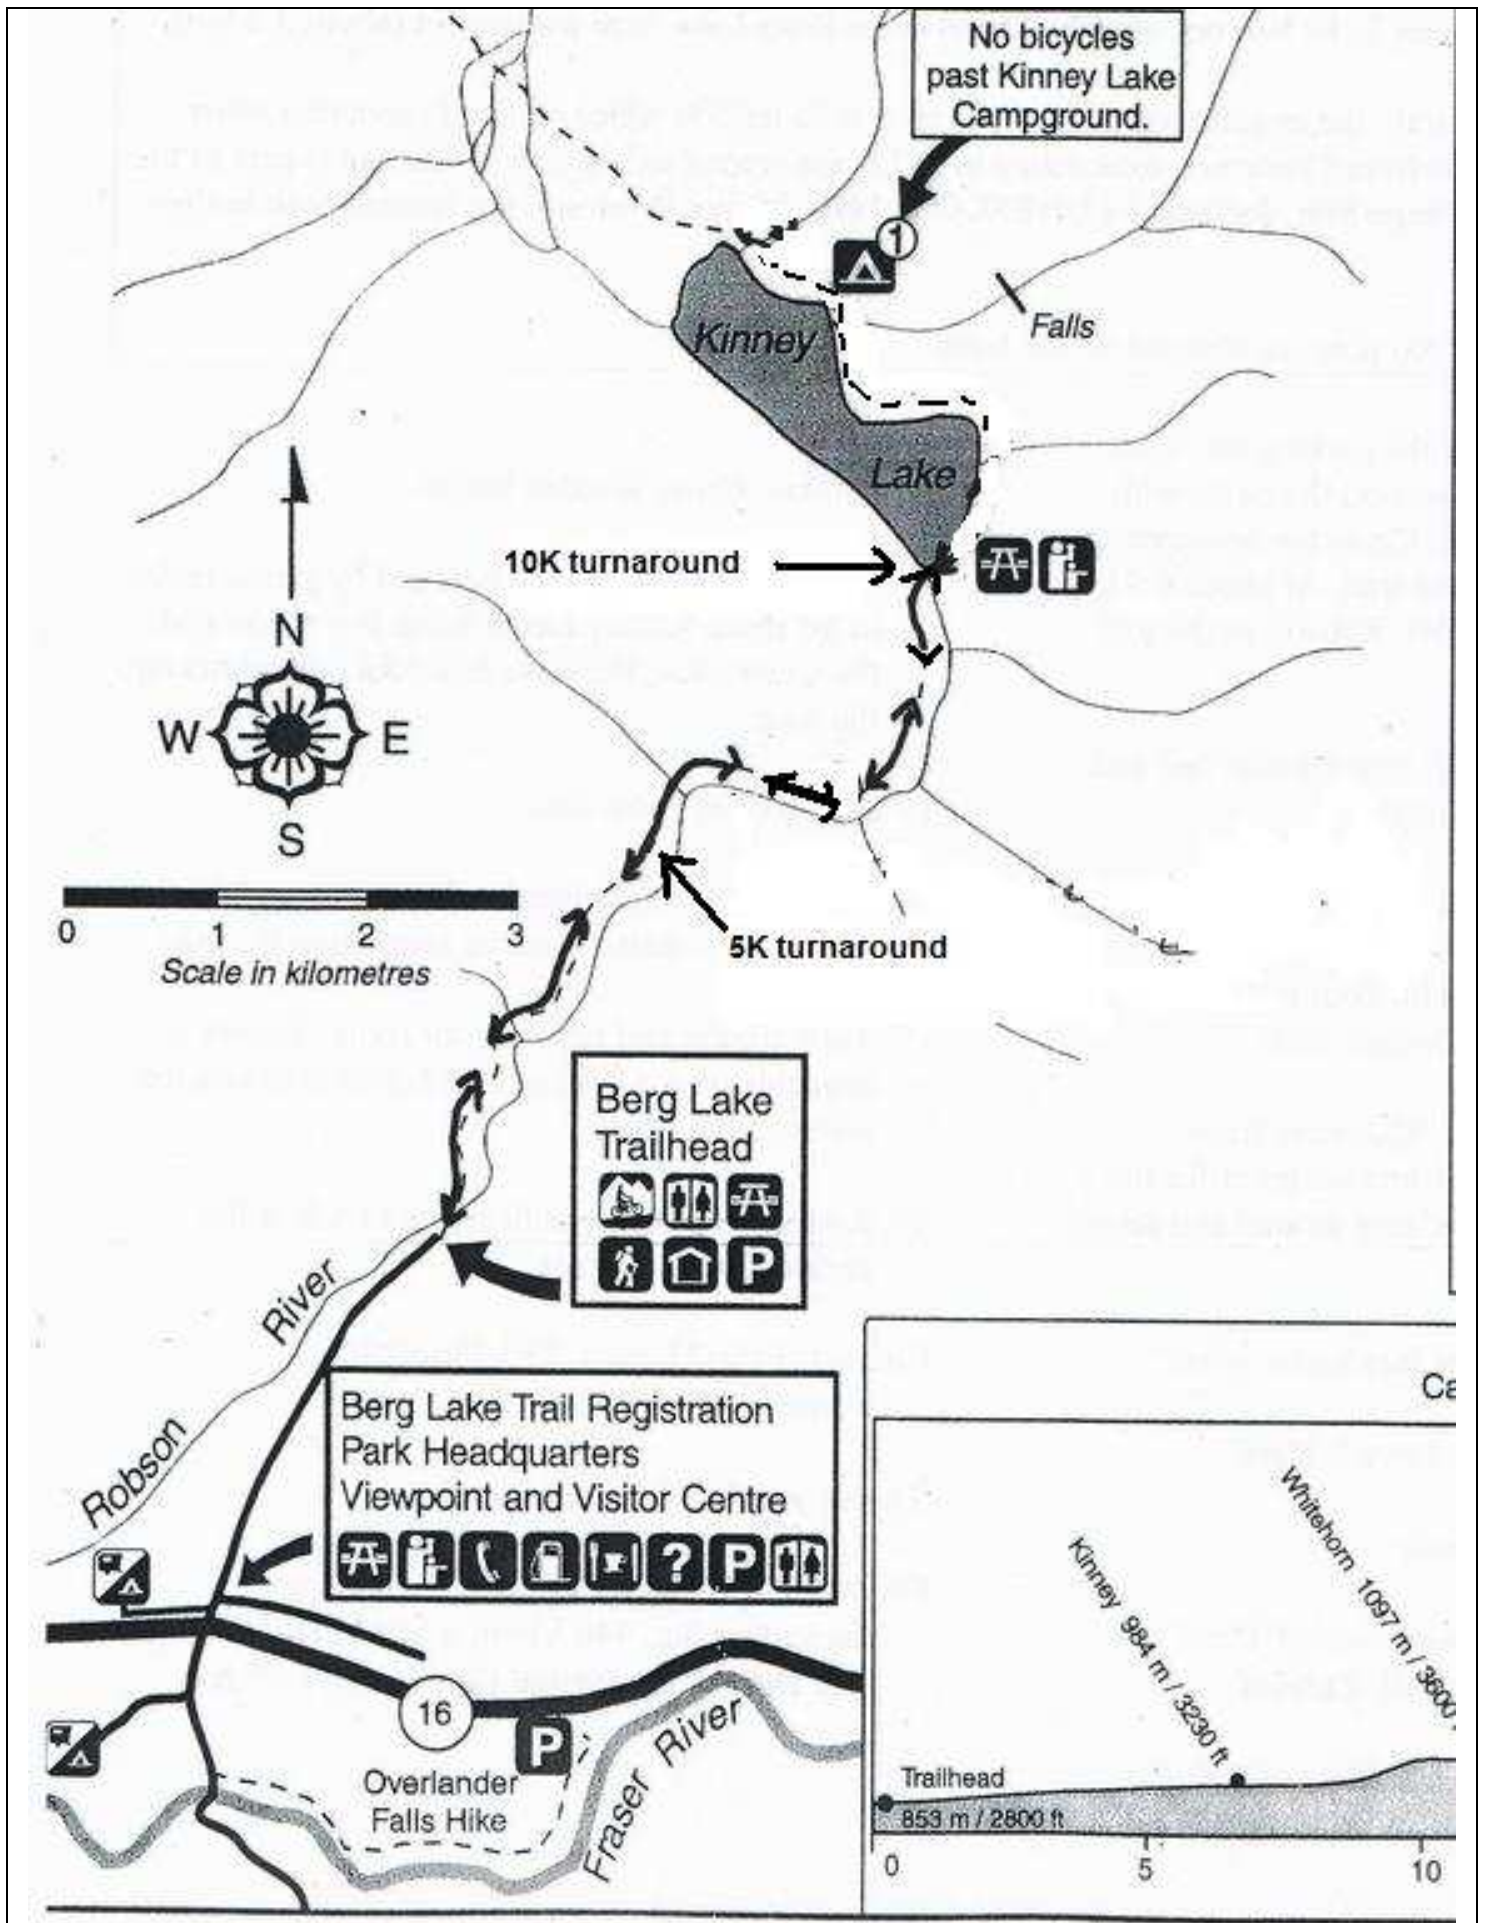 No bicycles
past Kinney Lake
Campground.
1
Falls
Kinney
Lake
10K turnaround
N
W
E
S
0 1 2 3
Scale in kilometres
5K turnaround
Berg Lake
Trailhead
P
River
Robson
Berg Lake Trail Registration
Park Headquarters
Viewpoint and Visitor Centre
? P
16
P
Overlander
Falls Hike
Fraser River
Ca
Whitehorn 1097 m / 3600
Kinney 984 m / 3230 ft
Trailhead
853 m / 2800 ft
0 5 10